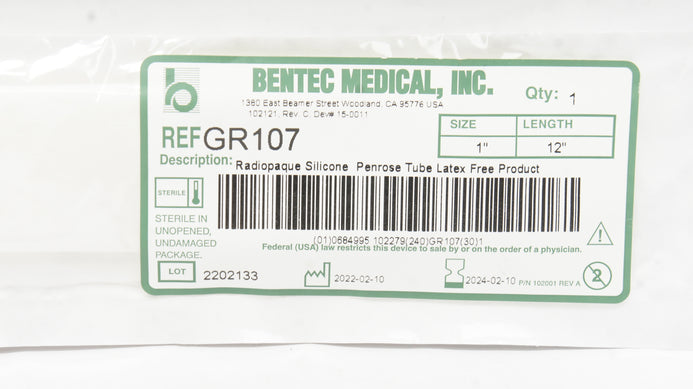 b
BENTEC MEDICAL, INC.
1380 East Beamer Street Woodland, CA 95776 USA
102121, Rev. C, Dev# 15-0011
Qty: 1
REF GR107
SIZE LENGTH
1" 12"
Description: Radiopaque Silicone Penrose Tube Latex Free Product
STERILE
STERILE IN
UNOPENED,
UNDAMAGED
PACKAGE.
(01)0684995 102279(240)GR107(30)1
Federal (USA) law restricts this device to sale by or on the order of a physician.
LOT 2202133
2022-02-10
2024-02-10
P/N 102001 REV A
2